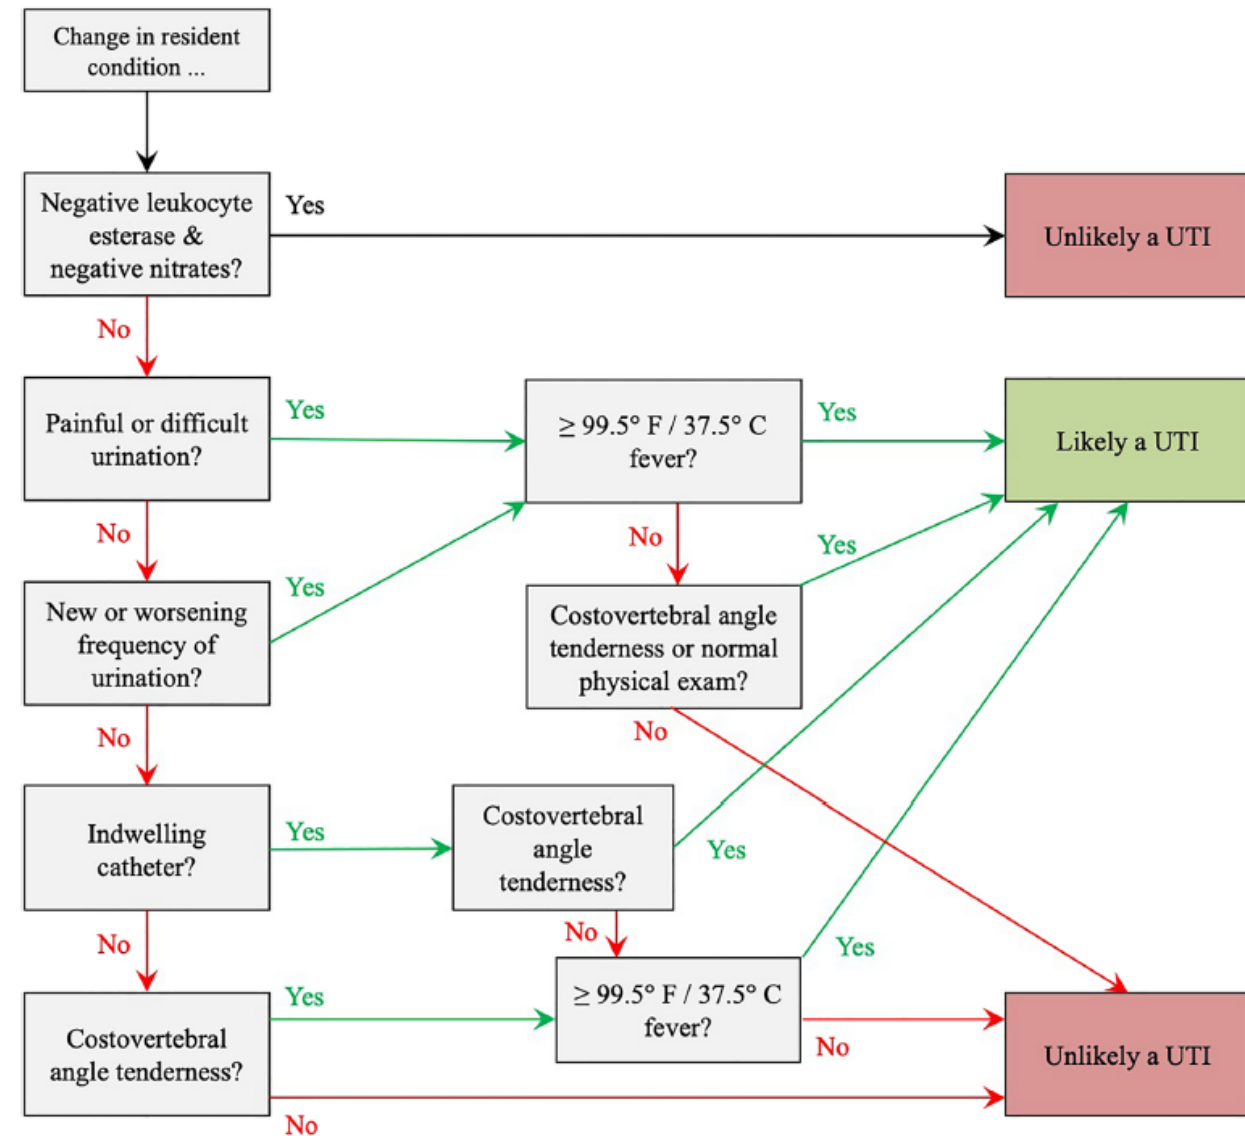 Change in resident
condition ...
Negative leukocyte
esterase &
negative nitrates?
Yes
Unlikely a UTI
No
Painful or difficult
urination?
Yes
≥ 99.5° F / 37.5° C
fever?
Yes
Likely a UTI
No
No
Yes
New or worsening
frequency of
urination?
Yes
Costovertebral angle
tenderness or normal
physical exam?
No
No
Indwelling
catheter?
Yes
Costovertebral
angle
tenderness?
Yes
No
No
Yes
Costovertebral
angle tenderness?
Yes
≥ 99.5° F / 37.5° C
fever?
No
Unlikely a UTI
No